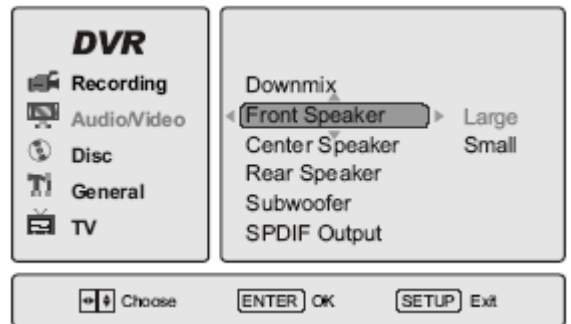 DVR
Recording
Audio/Video
Disc
General
TV
Downmix
Front Speaker
Large
Center Speaker
Small
Rear Speaker
Subwoofer
SPDIF Output
Choose
ENTER OK
SETUP Exit